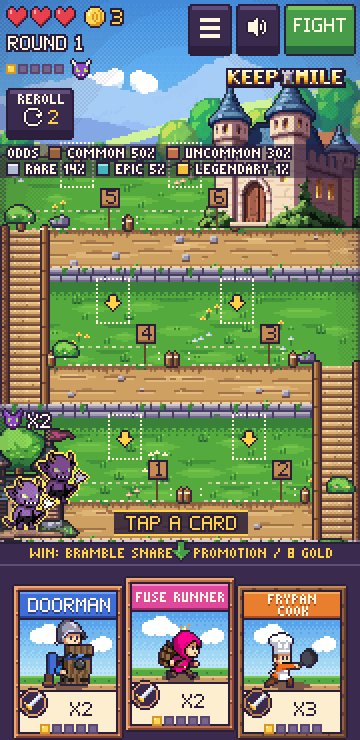 3
FIGHT
ROUND 1
KEEP MILE
REROLL
2
ODDS COMMON 50% UNCOMMON 30%
RARE 14% EPIC 5% LEGENDARY 1%
5 6
4 3
X2
1 2
TAP A CARD
WIN: BRAMBLE SNARE PROMOTION / 8 GOLD
DOORMAN
X2
FUSE RUNNER
X2
FRYPAN
COOK
X3